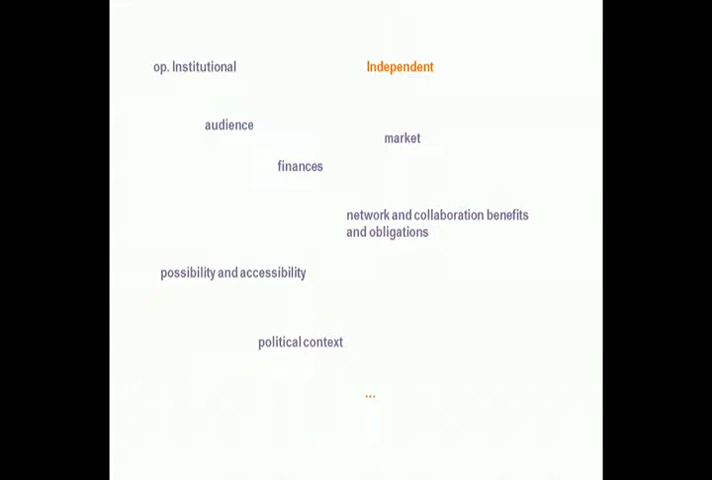 op. Institutional
Independent
audience
market
finances
network and collaboration benefits
and obligations
possibility and accessibility
political context
...